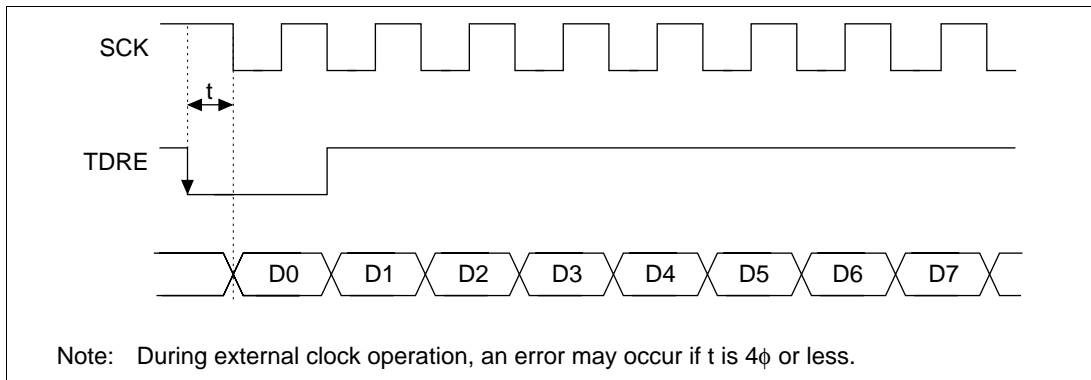 SCK
t
TDRE
D0 D1 D2 D3 D4 D5 D6 D7
Note: During external clock operation, an error may occur if t is 4ϕ or less.